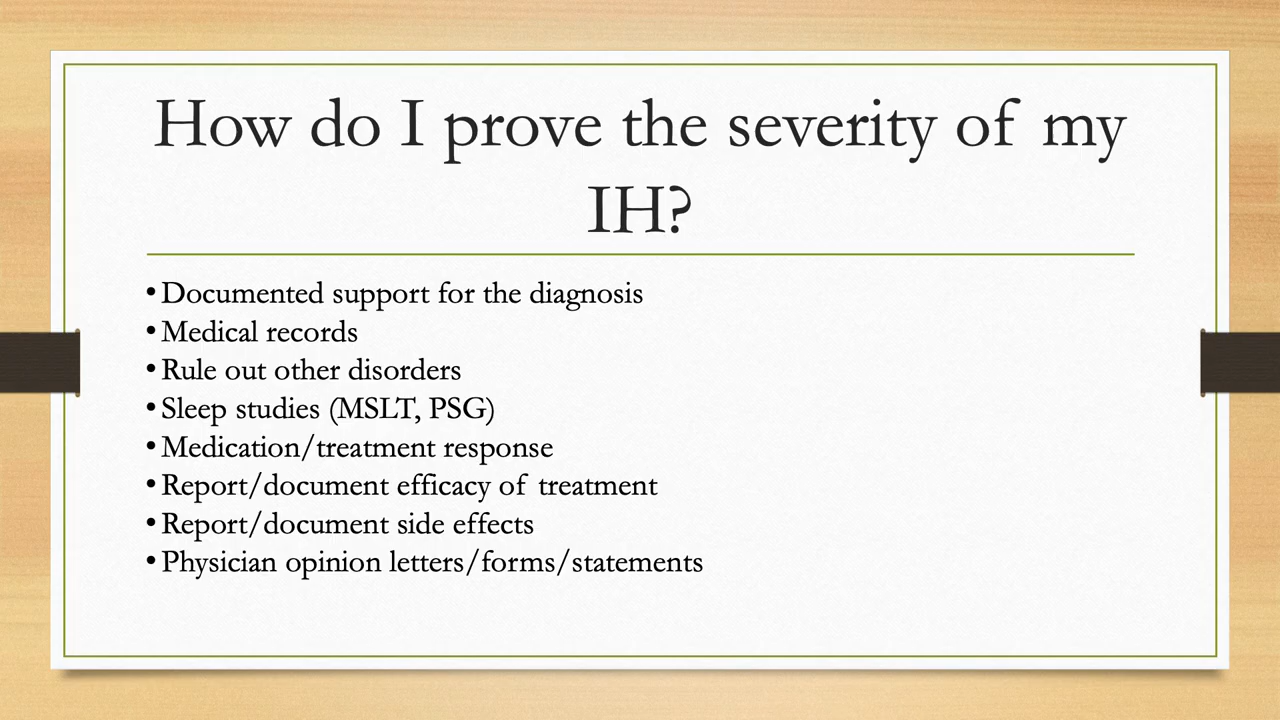 How do I prove the severity of my
IH?
•Documented support for the diagnosis
•Medical records
•Rule out other disorders
•Sleep studies (MSLT, PSG)
•Medication/treatment response
•Report/document efficacy of treatment
•Report/document side effects
•Physician opinion letters/forms/statements